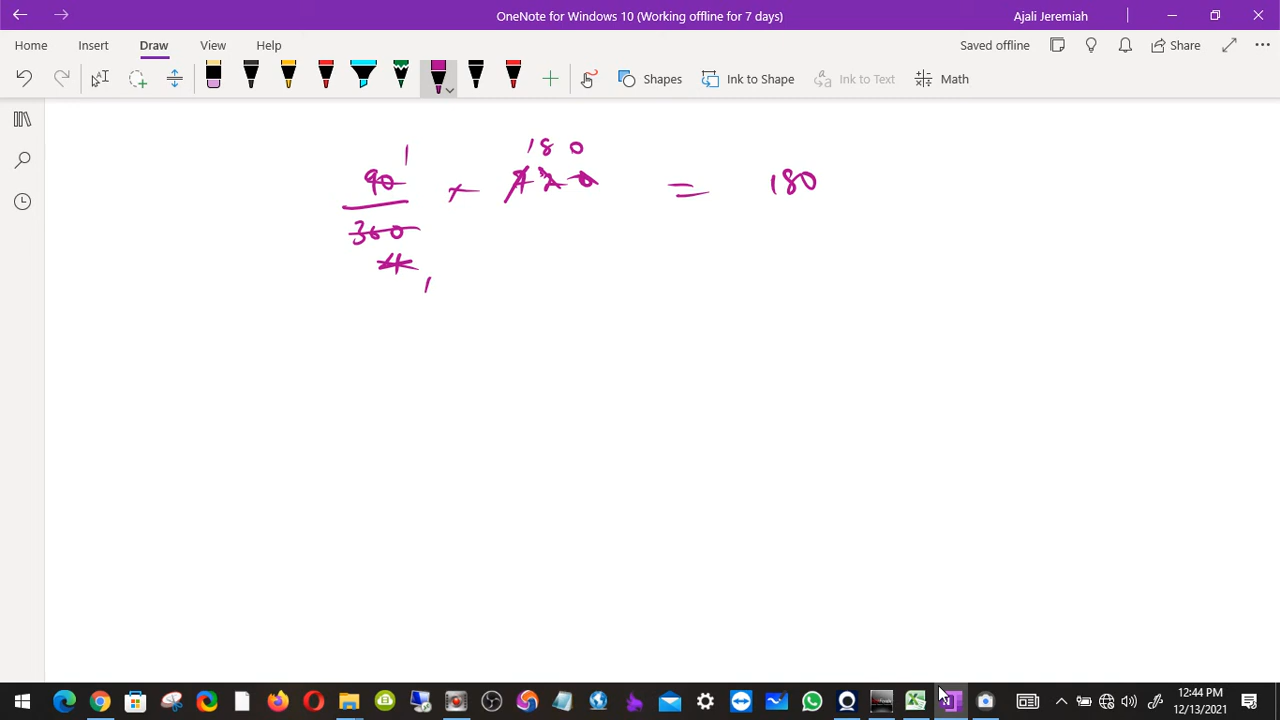 OneNote for Windows 10 (Working offline for 7 days)
Ajali Jeremiah
Home Insert Draw View Help
Saved offline Share
Shapes Ink to Shape Ink to Text Math
1 180
90 × 720 = 180
360
4
1
12:44 PM
12/13/2021